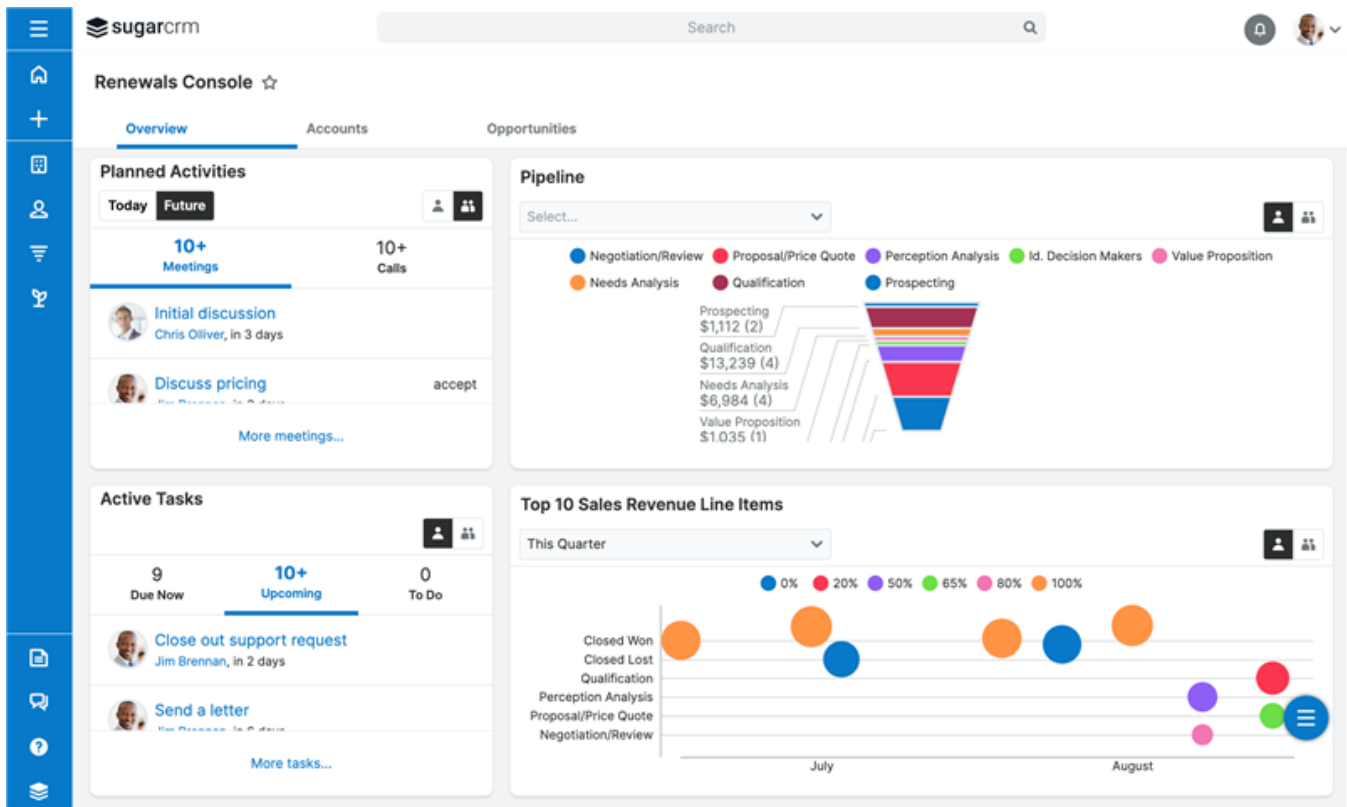 sugarcrm
Search
Renewals Console
Overview
Accounts
Opportunities
Planned Activities
Today
Future
10+
Meetings
10+
Calls
Initial discussion
Chris Olliver, in 3 days
Discuss pricing
accept
More meetings...
Pipeline
Select...
Negotiation/Review
Proposal/Price Quote
Perception Analysis
Id. Decision Makers
Value Proposition
Needs Analysis
Qualification
Prospecting
Prospecting
$1,112 (2)
Qualification
$13,239 (4)
Needs Analysis
$6,984 (4)
Value Proposition
$1,035 (1)
Active Tasks
9
Due Now
10+
Upcoming
0
To Do
Close out support request
Jim Brennan, in 2 days
Send a letter
More tasks...
Top 10 Sales Revenue Line Items
This Quarter
0%
20%
50%
65%
80%
100%
Closed Won
Closed Lost
Qualification
Perception Analysis
Proposal/Price Quote
Negotiation/Review
July
August